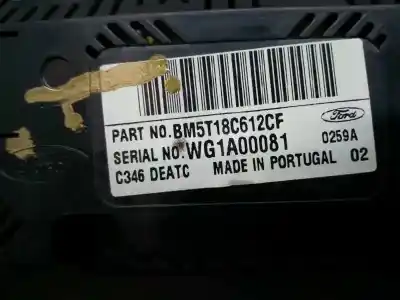 PART NO.BM5T18C612CF
Ford
SERIAL NO.WG1A00081 0259A
C346 DEATC MADE IN PORTUGAL 02